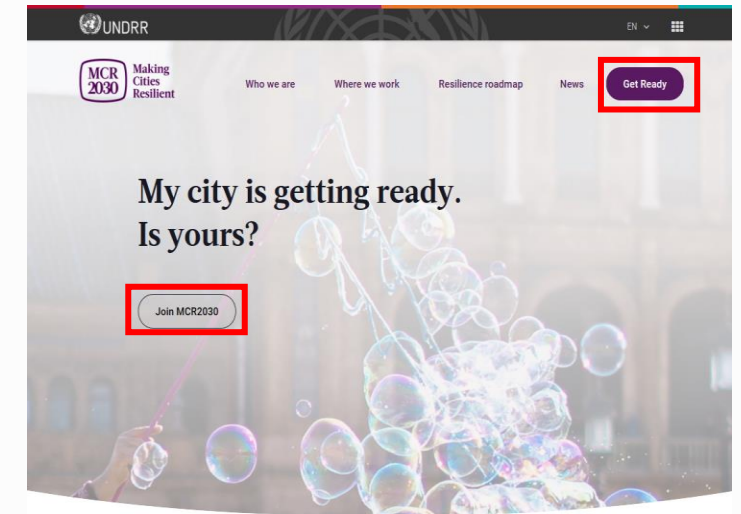 UNDRR
EN
MCR
2030
Making
Cities
Resilient
Who we are
Where we work
Resilience roadmap
News
Get Ready
My city is getting ready.
Is yours?
Join MCR2030